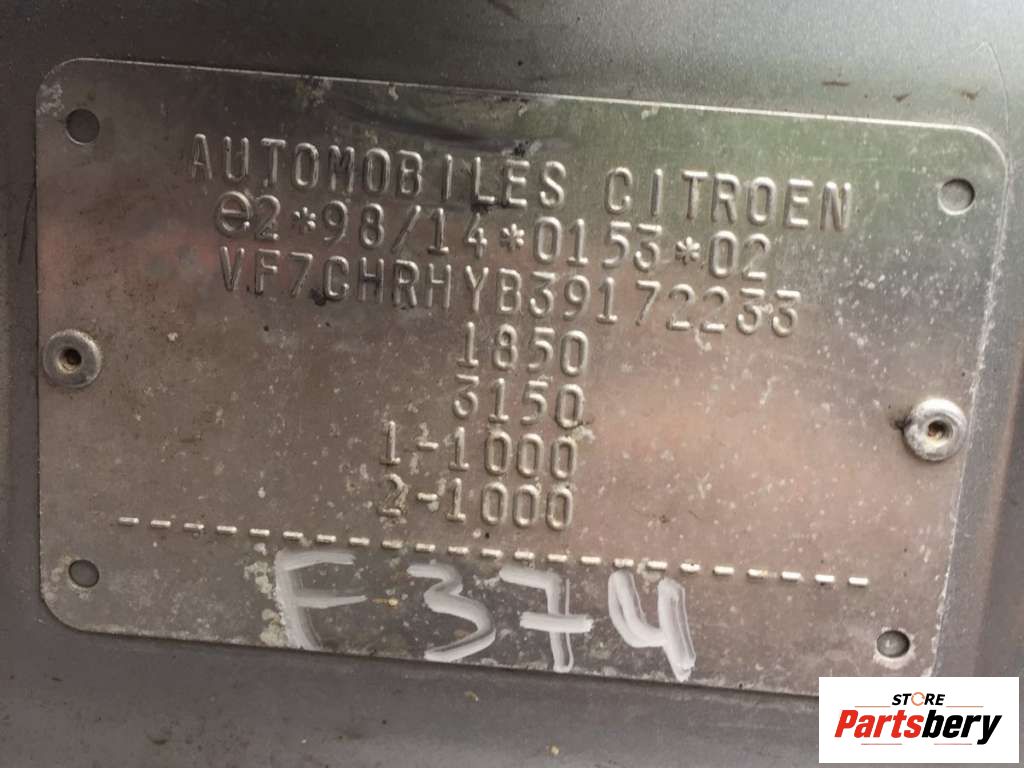 AUTOMOBILES CITROEN
e2*98/14*0153*02
VF7CHRHYB39172233
1850
3150
1-1000
2-1000
-----------------------
F374
STORE
Partsbery